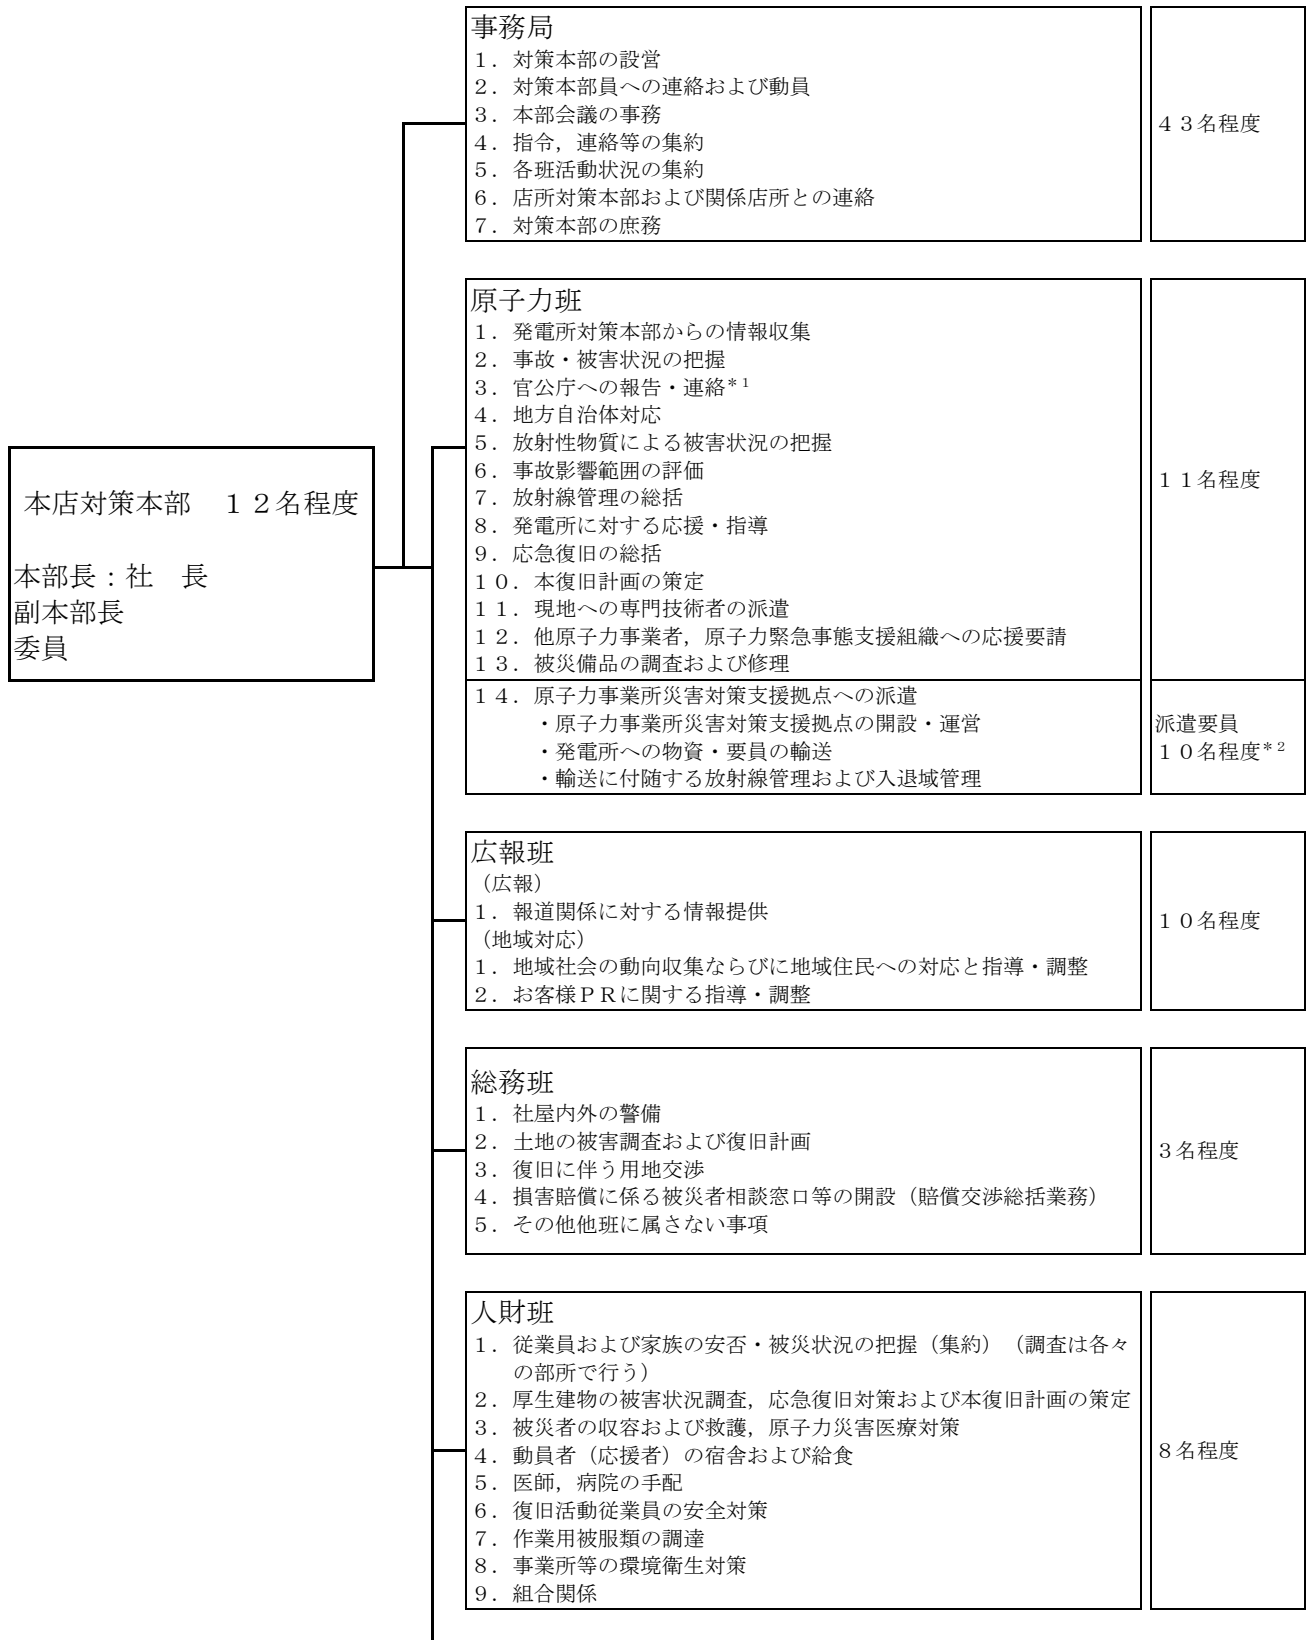 本店対策本部　１２名程度
本部長：社　長
副本部長
委員
事務局
１．対策本部の設営
２．対策本部員への連絡および動員
３．本部会議の事務
４．指令，連絡等の集約
５．各班活動状況の集約
６．店所対策本部および関係店所との連絡
７．対策本部の庶務
４３名程度
原子力班
１．発電所対策本部からの情報収集
２．事故・被害状況の把握
３．官公庁への報告・連絡＊１
４．地方自治体対応
５．放射性物質による被害状況の把握
６．事故影響範囲の評価
７．放射線管理の総括
８．発電所に対する応援・指導
９．応急復旧の総括
１０．本復旧計画の策定
１１．現地への専門技術者の派遣
１２．他原子力事業者，原子力緊急事態支援組織への応援要請
１３．被災備品の調査および修理
１１名程度
１４．原子力事業所災害対策支援拠点への派遣
・原子力事業所災害対策支援拠点の開設・運営
・発電所への物資・要員の輸送
・輸送に付随する放射線管理および入退域管理
派遣要員
１０名程度＊２
広報班
（広報）
１．報道関係に対する情報提供
（地域対応）
１．地域社会の動向収集ならびに地域住民への対応と指導・調整
２．お客様ＰＲに関する指導・調整
１０名程度
総務班
１．社屋内外の警備
２．土地の被害調査および復旧計画
３．復旧に伴う用地交渉
４．損害賠償に係る被災者相談窓口等の開設（賠償交渉総括業務）
５．その他他班に属さない事項
３名程度
人財班
１．従業員および家族の安否・被災状況の把握（集約）（調査は各々
の部所で行う）
２．厚生建物の被害状況調査，応急復旧対策および本復旧計画の策定
３．被災者の収容および救護，原子力災害医療対策
４．動員者（応援者）の宿舎および給食
５．医師，病院の手配
６．復旧活動従業員の安全対策
７．作業用被服類の調達
８．事業所等の環境衛生対策
９．組合関係
８名程度